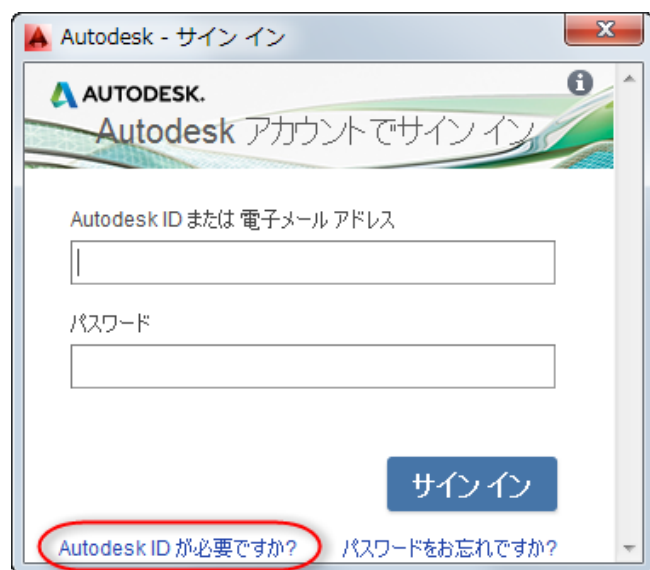 Autodesk - サイン イン
AUTODESK.
Autodesk アカウントでサイン イン
Autodesk ID または 電子メール アドレス
パスワード
サイン イン
Autodesk ID が必要ですか? パスワードをお忘れですか?